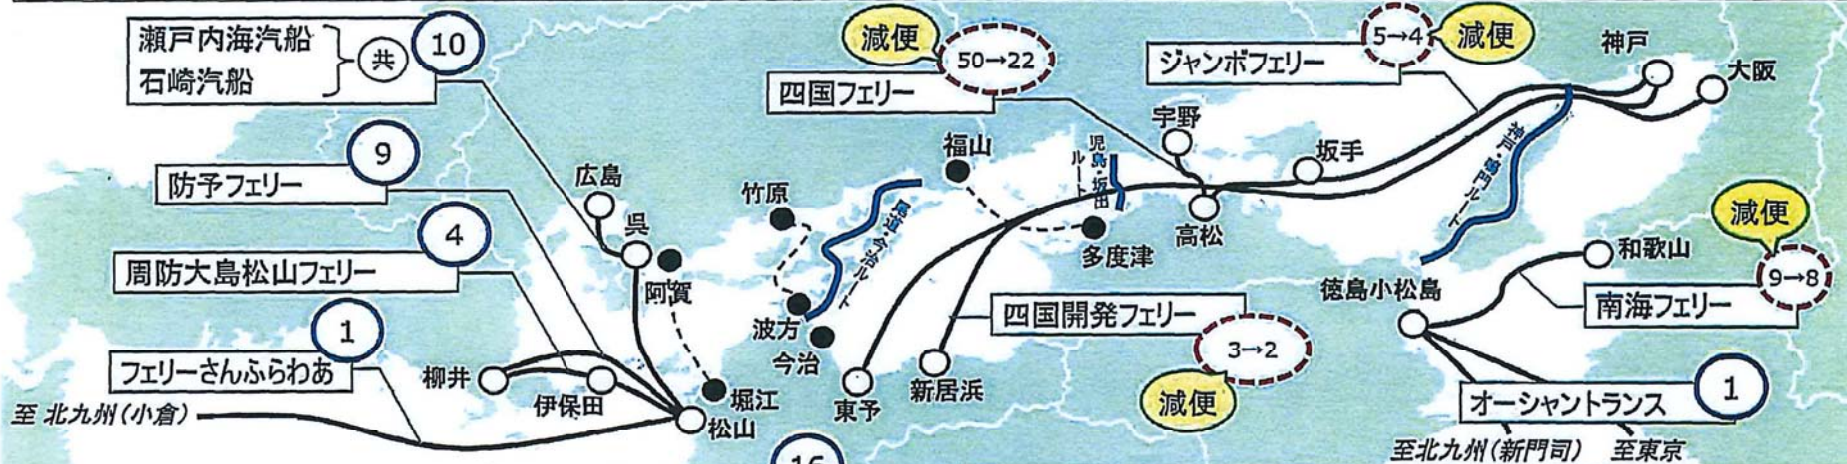 瀬戸内海汽船
石崎汽船
共
10
減便
50→22
四国フェリー
5→4
減便
ジャンボフェリー
神戸
大阪
防予フェリー
9
広島
呉
竹原
福山
児島・坂出
ルート
宇野
坂手
神戸・鳴門ルート
尾道・今治ルート
多度津
高松
減便
9→8
和歌山
南海フェリー
周防大島松山フェリー
4
阿賀
波方
今治
四国開発フェリー
3→2
減便
徳島小松島
フェリーさんふらわあ
1
柳井
伊保田
堀江
東予
新居浜
オーシャントランス
1
至 北九州(小倉)
松山
16
至北九州(新門司)
至東京